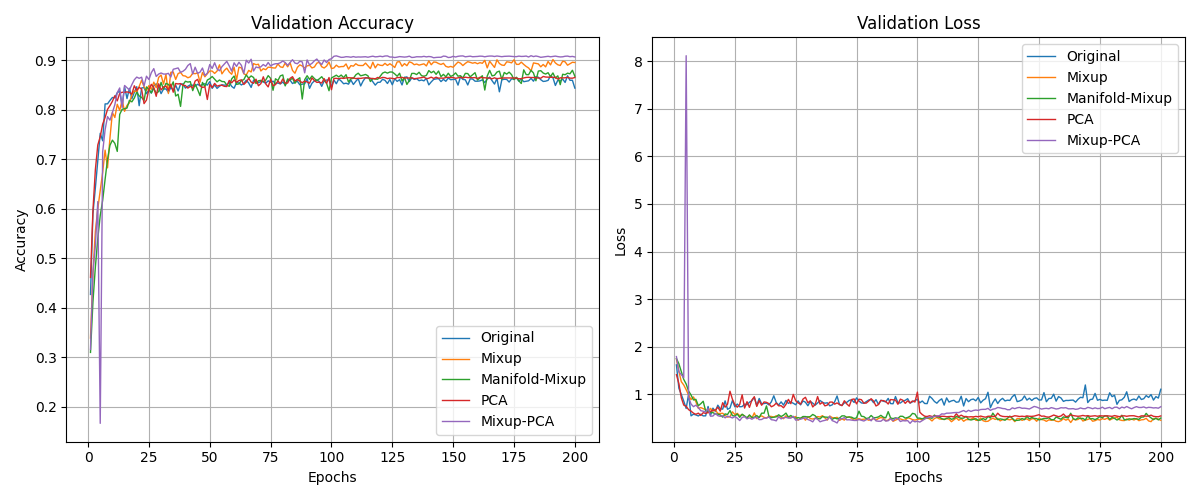 Validation Accuracy
Accuracy
0.9
0.8
0.7
0.6
0.5
0.4
0.3
0.2
0 25 50 75 100 125 150 175 200
Epochs
Original
Mixup
Manifold-Mixup
PCA
Mixup-PCA
Validation Loss
Loss
8
7
6
5
4
3
2
1
0 25 50 75 100 125 150 175 200
Epochs
Original
Mixup
Manifold-Mixup
PCA
Mixup-PCA